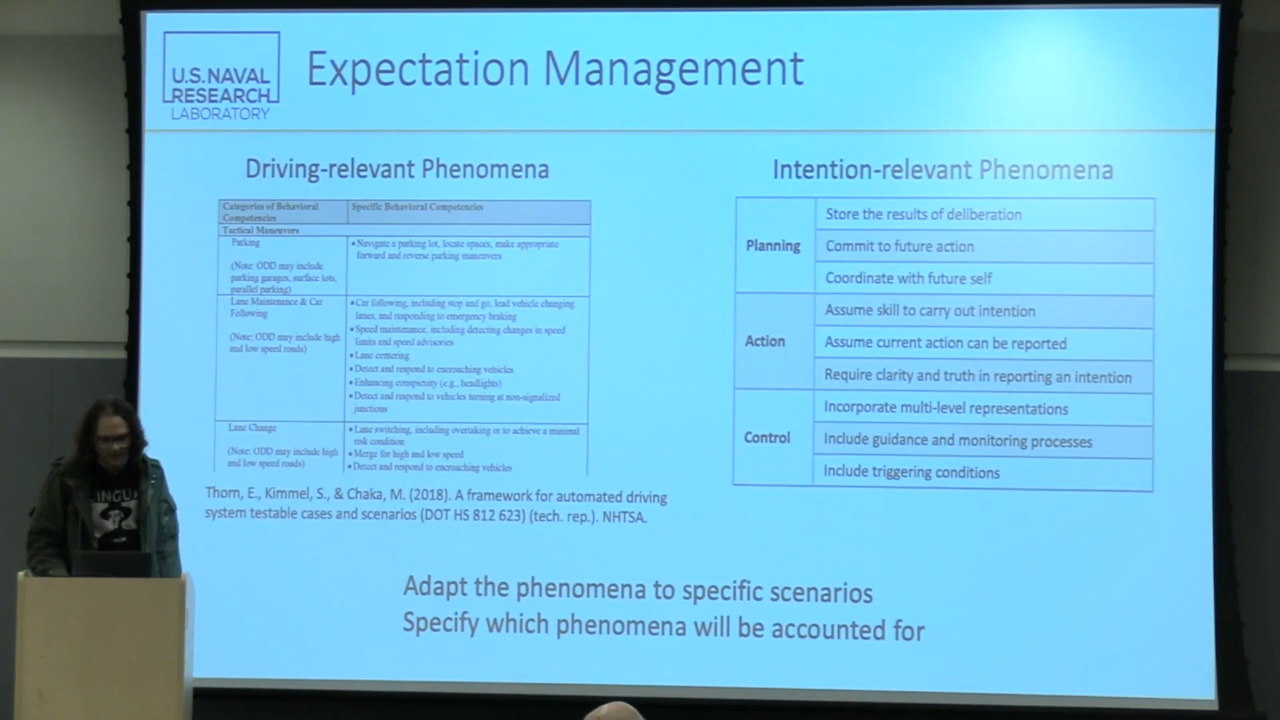 U.S. NAVAL
RESEARCH
LABORATORY
Expectation Management
Driving-relevant Phenomena
Categories of Behavioral
Competencies
Specific Behavioral Competencies
Tactical Maneuvers
Parking
(Note: ODD may include
parking garages, surface lots,
parallel parking)
• Navigate a parking lot, locate spaces, make appropriate
forward and reverse parking maneuvers
Lane Maintenance & Car
Following
(Note: ODD may include high
and low speed roads)
• Car following, including stop and go, lead vehicle changing
lanes, and responding to emergency braking
• Speed maintenance, including detecting changes in speed
limits and speed advisories
• Lane centering
• Detect and respond to encroaching vehicles
• Enhancing conspicuity (e.g., headlights)
• Detect and respond to vehicles turning at non-signalized
junctions
Lane Change
(Note: ODD may include high
and low speed roads)
• Lane switching, including overtaking or to achieve a minimal
risk condition
• Merge for high and low speed
• Detect and respond to encroaching vehicles
Thorn, E., Kimmel, S., & Chaka, M. (2018). A framework for automated driving
system testable cases and scenarios (DOT HS 812 623) (tech. rep.). NHTSA.
Intention-relevant Phenomena
Planning
Store the results of deliberation
Commit to future action
Coordinate with future self
Action
Assume skill to carry out intention
Assume current action can be reported
Require clarity and truth in reporting an intention
Control
Incorporate multi-level representations
Include guidance and monitoring processes
Include triggering conditions
Adapt the phenomena to specific scenarios
Specify which phenomena will be accounted for